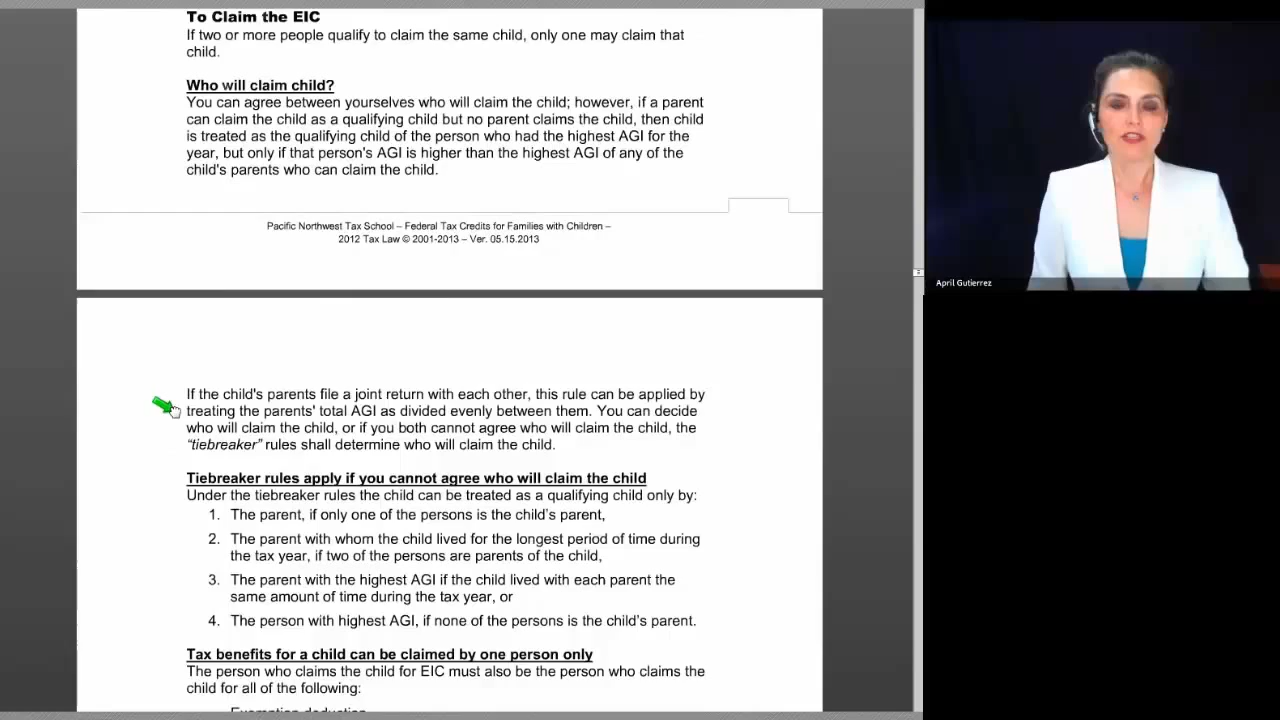 To Claim the EIC
If two or more people qualify to claim the same child, only one may claim that
child.
Who will claim child?
You can agree between yourselves who will claim the child; however, if a parent
can claim the child as a qualifying child but no parent claims the child, then child
is treated as the qualifying child of the person who had the highest AGI for the
year, but only if that person's AGI is higher than the highest AGI of any of the
child's parents who can claim the child.
Pacific Northwest Tax School – Federal Tax Credits for Families with Children –
2012 Tax Law © 2001-2013 – Ver. 05.15.2013
April Gutierrez
If the child's parents file a joint return with each other, this rule can be applied by
treating the parents' total AGI as divided evenly between them. You can decide
who will claim the child, or if you both cannot agree who will claim the child, the
“tiebreaker” rules shall determine who will claim the child.
Tiebreaker rules apply if you cannot agree who will claim the child
Under the tiebreaker rules the child can be treated as a qualifying child only by:
1. The parent, if only one of the persons is the child's parent,
2. The parent with whom the child lived for the longest period of time during
the tax year, if two of the persons are parents of the child,
3. The parent with the highest AGI if the child lived with each parent the
same amount of time during the tax year, or
4. The person with highest AGI, if none of the persons is the child's parent.
Tax benefits for a child can be claimed by one person only
The person who claims the child for EIC must also be the person who claims the
child for all of the following:
Exemption deduction